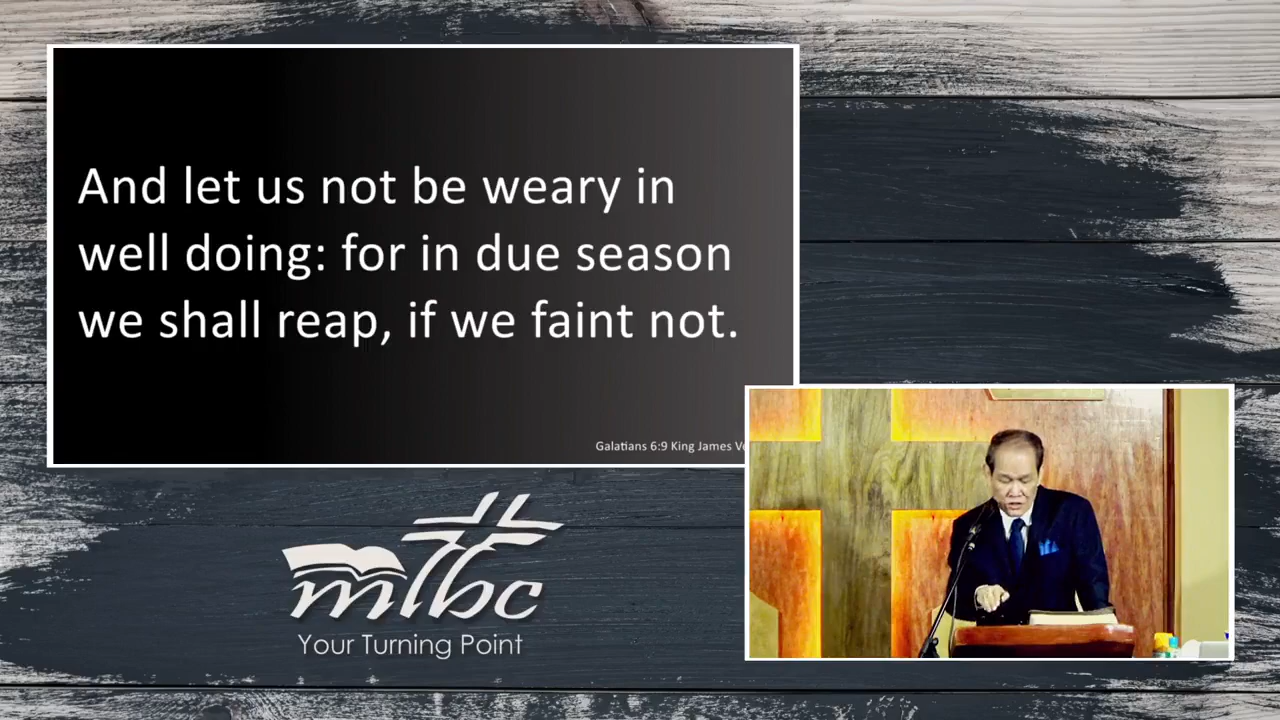 And let us not be weary in
well doing: for in due season
we shall reap, if we faint not.
Galatians 6:9 King James
mlbc
Your Turning Point